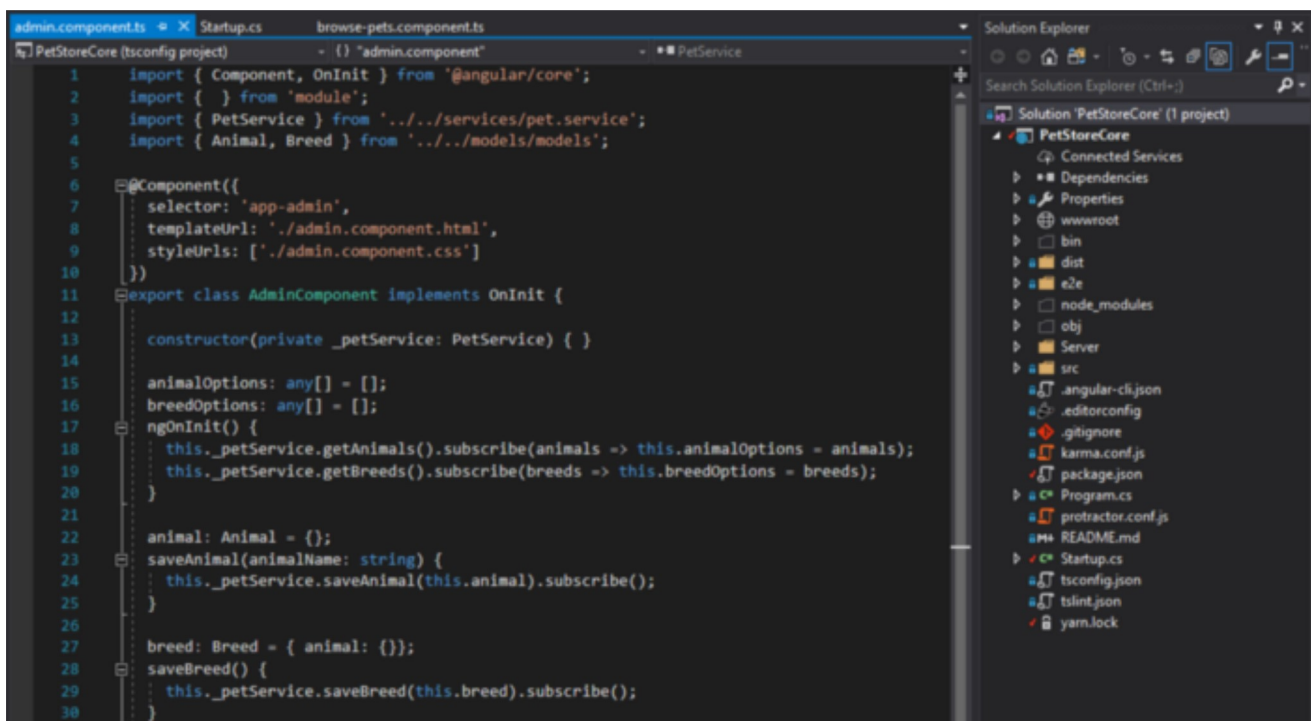 admin.component.ts Startup.cs browse-pets.component.ts
PetStoreCore (tsconfig project) {} "admin.component" PetService
1 import { Component, OnInit } from '@angular/core';
2 import {  } from 'module';
3 import { PetService } from '../../services/pet.service';
4 import { Animal, Breed } from '../../models/models';
5
6 @Component({
7 selector: 'app-admin',
8 templateUrl: './admin.component.html',
9 styleUrls: ['./admin.component.css']
10 })
11 export class AdminComponent implements OnInit {
12
13 constructor(private _petService: PetService) { }
14
15 animalOptions: any[] = [];
16 breedOptions: any[] = [];
17 ngOnInit() {
18 this._petService.getAnimals().subscribe(animals => this.animalOptions = animals);
19 this._petService.getBreeds().subscribe(breeds => this.breedOptions = breeds);
20 }
21
22 animal: Animal = {};
23 saveAnimal(animalName: string) {
24 this._petService.saveAnimal(this.animal).subscribe();
25 }
26
27 breed: Breed = { animal: {}};
28 saveBreed() {
29 this._petService.saveBreed(this.breed).subscribe();
30 }
Solution Explorer
Search Solution Explorer (Ctrl+;)
Solution 'PetStoreCore' (1 project)
PetStoreCore
Connected Services
Dependencies
Properties
wwwroot
bin
dist
e2e
node_modules
obj
Server
src
.angular-cli.json
.editorconfig
.gitignore
karma.conf.js
package.json
C# Program.cs
protractor.conf.js
M↓ README.md
C# Startup.cs
tsconfig.json
tslint.json
yarn.lock